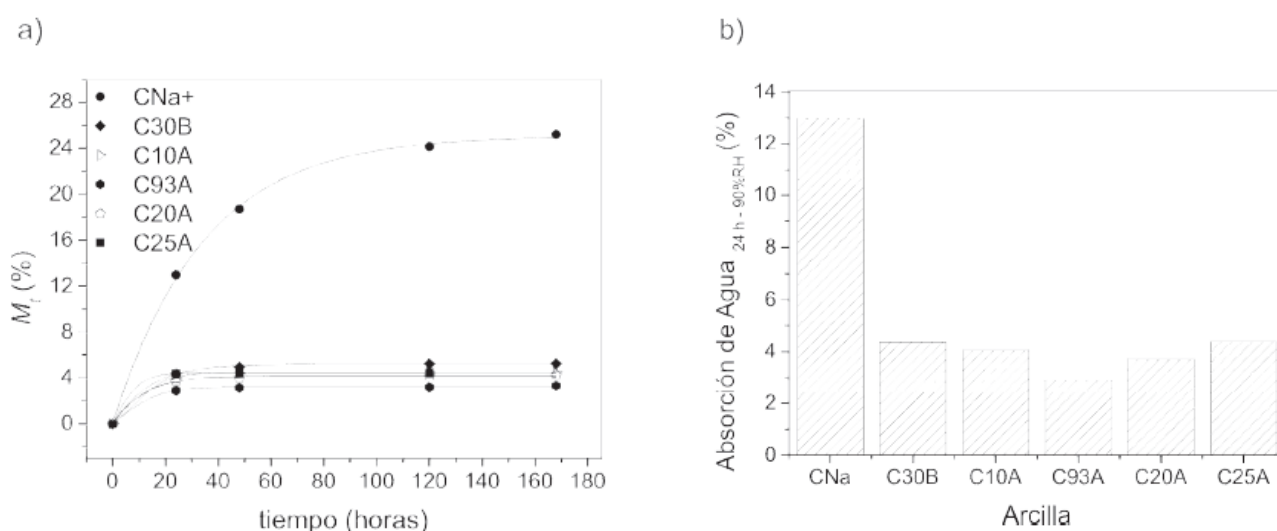 a)
28
24
20
16
12
8
4
0
M_t (%)
CNa+
C30B
C10A
C93A
C20A
C25A
0 20 40 60 80 100 120 140 160 180
tiempo (horas)
b)
14
12
10
8
6
4
2
0
Absorción de Agua 24 h - 90%RH (%)
CNa C30B C10A C93A C20A C25A
Arcilla